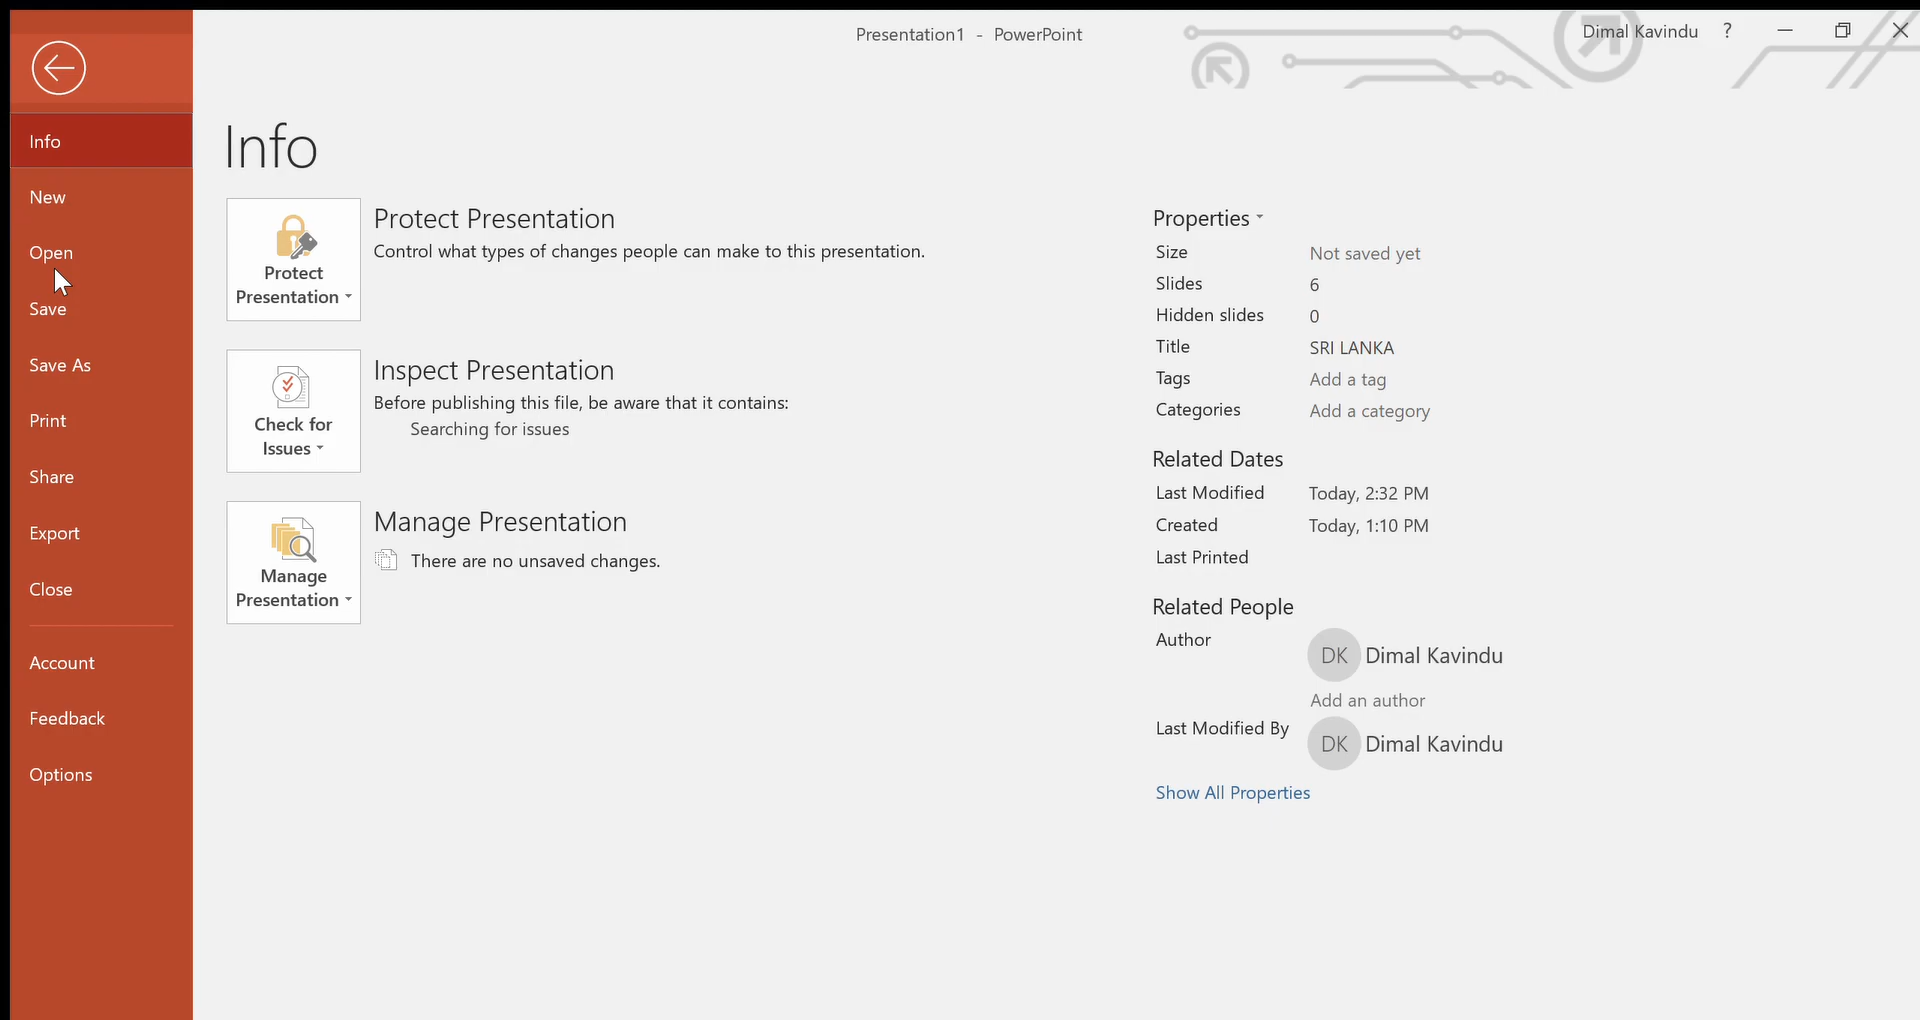 Presentation1 - PowerPoint
Dimal Kavindu ?
Info
New
Open
Save
Save As
Print
Share
Export
Close
Account
Feedback
Options
Info
Protect
Presentation
Protect Presentation
Control what types of changes people can make to this presentation.
Check for
Issues
Inspect Presentation
Before publishing this file, be aware that it contains:
Searching for issues
Manage
Presentation
Manage Presentation
There are no unsaved changes.
Properties
Size Not saved yet
Slides 6
Hidden slides 0
Title SRI LANKA
Tags Add a tag
Categories Add a category
Related Dates
Last Modified Today, 2:32 PM
Created Today, 1:10 PM
Last Printed
Related People
Author DK Dimal Kavindu
Add an author
Last Modified By DK Dimal Kavindu
Show All Properties